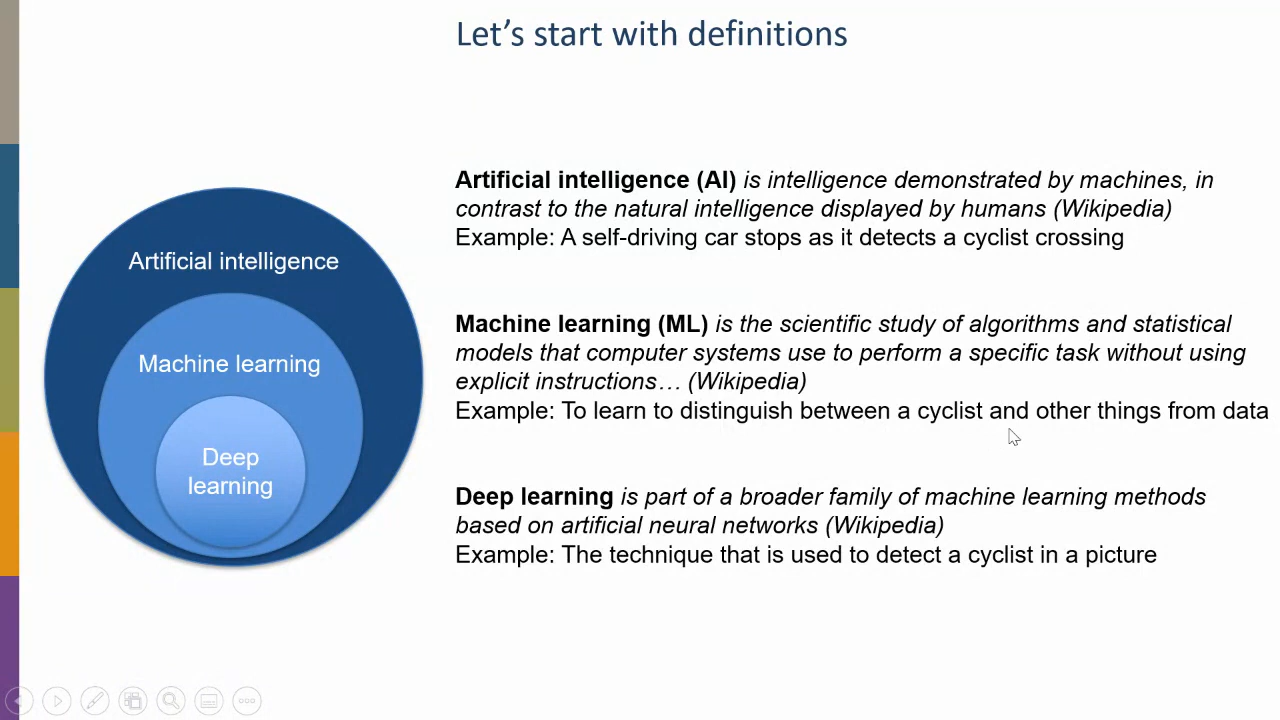 Let’s start with definitions
Artificial intelligence
Machine learning
Deep
learning
Artificial intelligence (AI) is intelligence demonstrated by machines, in
contrast to the natural intelligence displayed by humans (Wikipedia)
Example: A self-driving car stops as it detects a cyclist crossing
Machine learning (ML) is the scientific study of algorithms and statistical
models that computer systems use to perform a specific task without using
explicit instructions… (Wikipedia)
Example: To learn to distinguish between a cyclist and other things from data
Deep learning is part of a broader family of machine learning methods
based on artificial neural networks (Wikipedia)
Example: The technique that is used to detect a cyclist in a picture